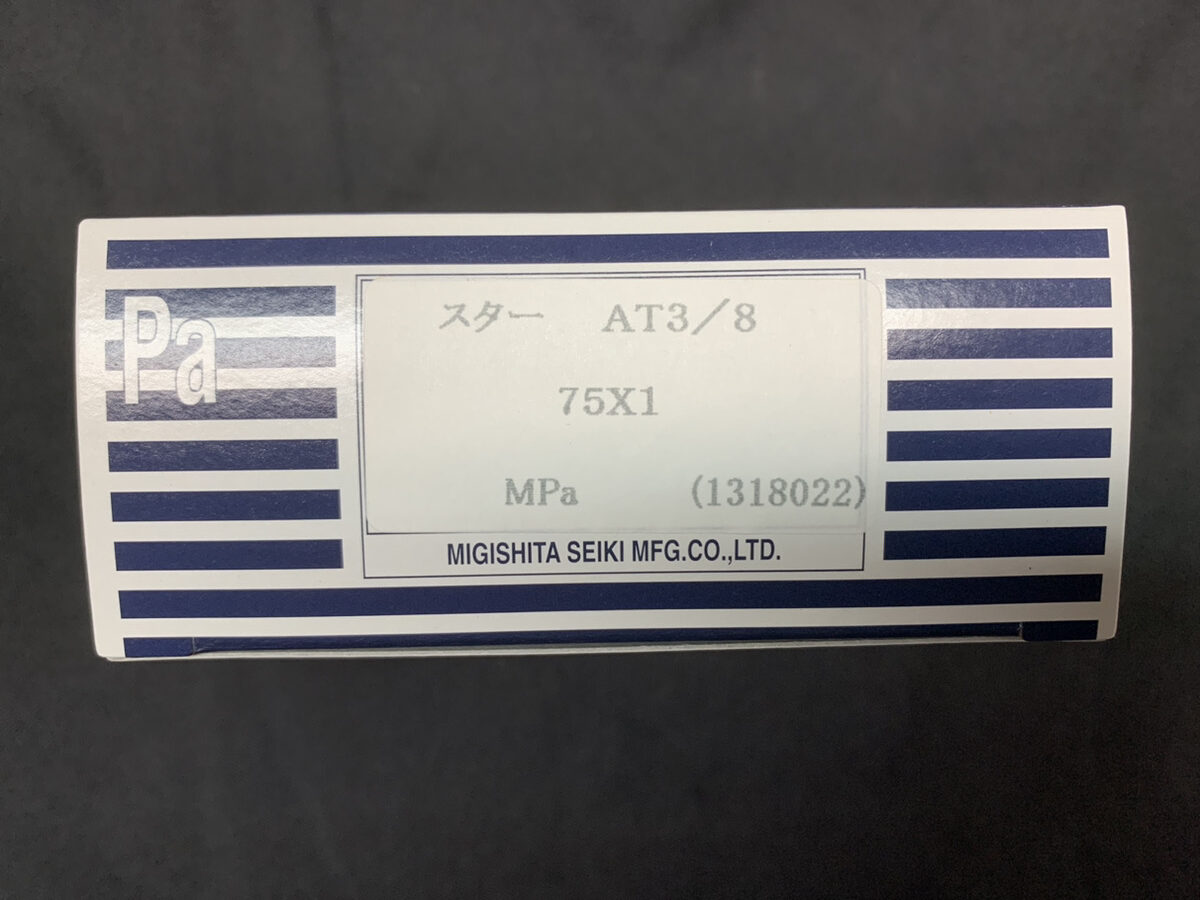 Pa
スター AT3／8
75X1
MPa (1318022)
MIGISHITA SEIKI MFG.CO.,LTD.